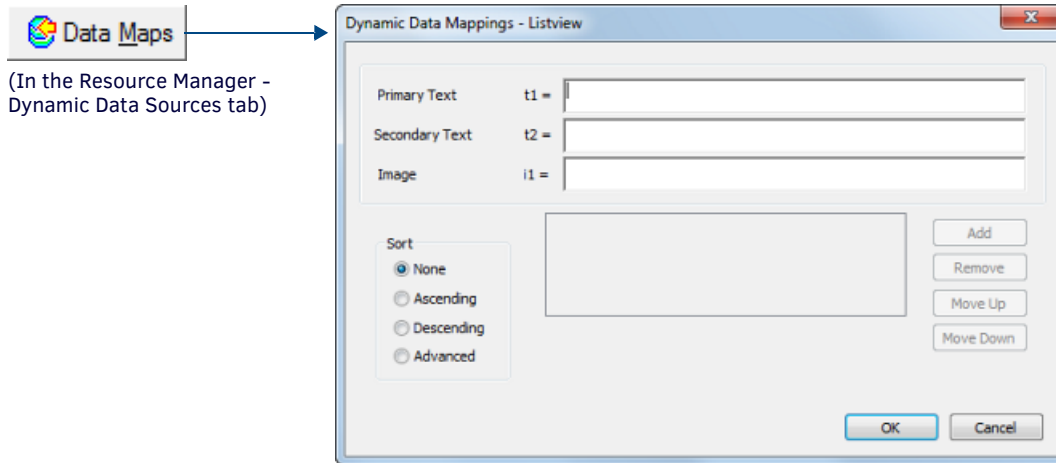 Data Maps
(In the Resource Manager -
Dynamic Data Sources tab)
Dynamic Data Mappings - Listview
Primary Text t1 =
Secondary Text t2 =
Image i1 =
Sort
None
Ascending
Descending
Advanced
Add
Remove
Move Up
Move Down
OK Cancel